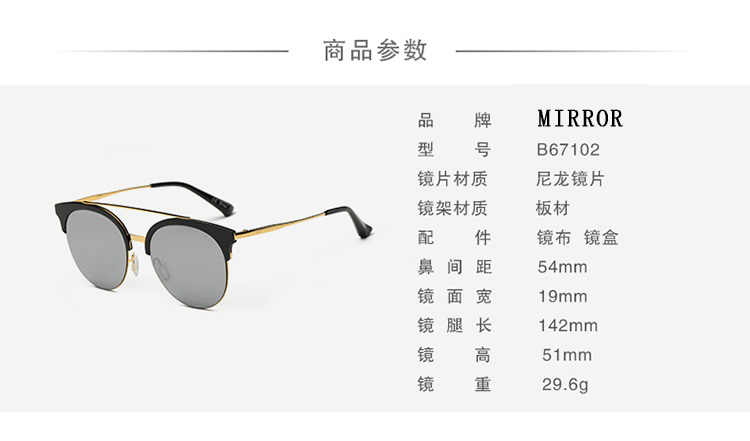 商品参数
品 牌 MIRROR
型 号 B67102
镜片材质 尼龙镜片
镜架材质 板材
配 件 镜布 镜盒
鼻 间 距 54mm
镜 面 宽 19mm
镜 腿 长 142mm
镜 高 51mm
镜 重 29.6g